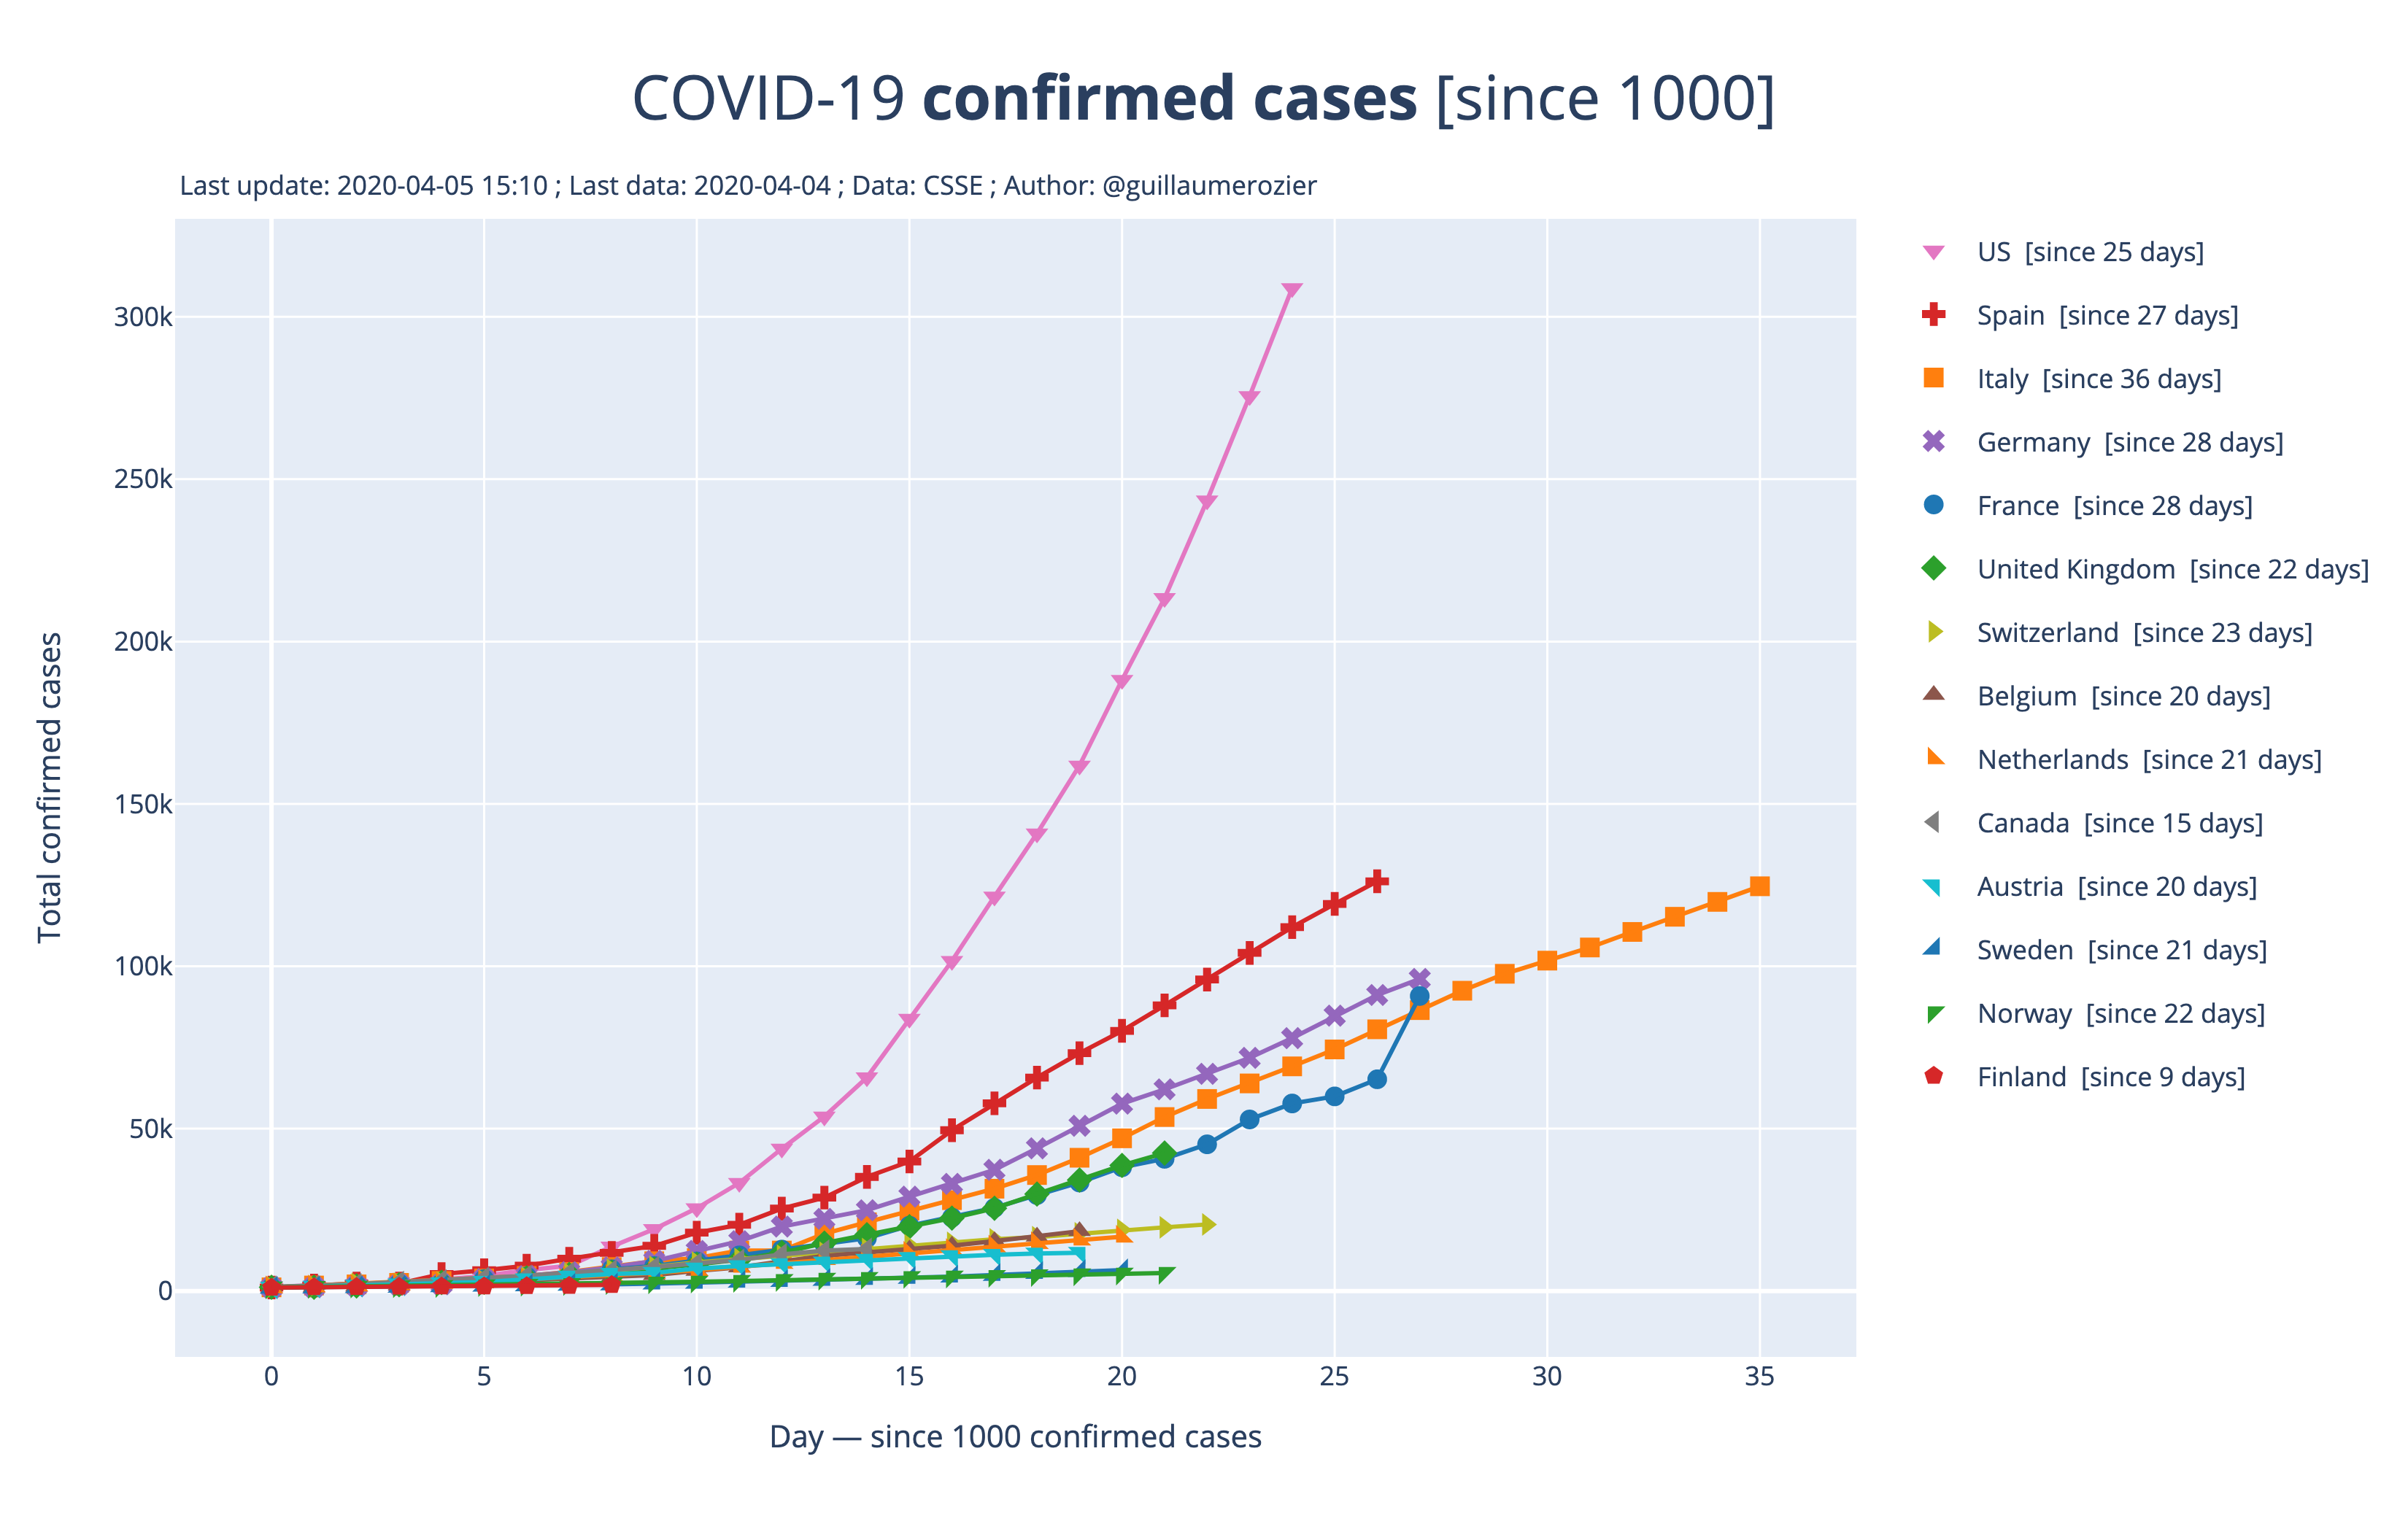 COVID-19 confirmed cases [since 1000]
Last update: 2020-04-05 15:10 ; Last data: 2020-04-04 ; Data: CSSE ; Author: @guillaumerozier
Total confirmed cases
300k
250k
200k
150k
100k
50k
0
0 5 10 15 20 25 30 35
Day — since 1000 confirmed cases
US [since 25 days]
Spain [since 27 days]
Italy [since 36 days]
Germany [since 28 days]
France [since 28 days]
United Kingdom [since 22 days]
Switzerland [since 23 days]
Belgium [since 20 days]
Netherlands [since 21 days]
Canada [since 15 days]
Austria [since 20 days]
Sweden [since 21 days]
Norway [since 22 days]
Finland [since 9 days]